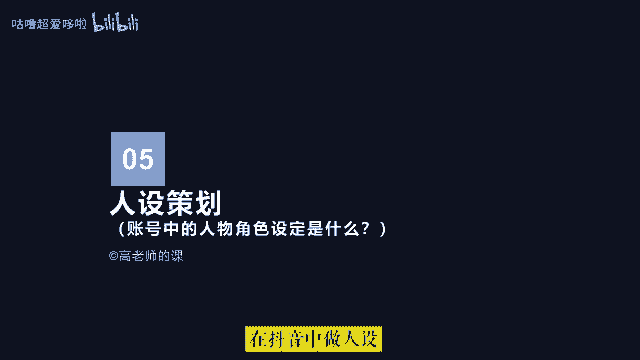 咕噜超爱哆啦 bilibili
05
人设策划
（账号中的人物角色设定是什么？）
©高老师的课
在抖音中做人设